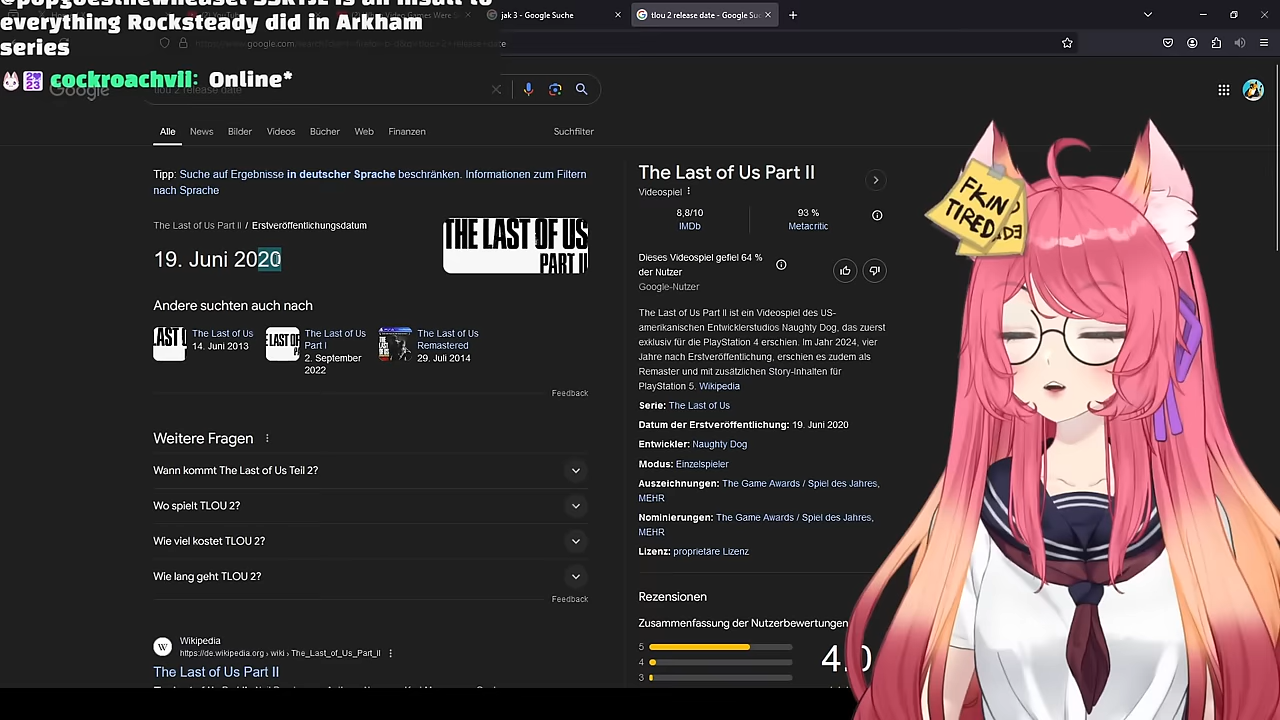 everything Rocksteady did in Arkham
series
cockroachvii: Online*
jak 3 - Google Suche
tlou 2 release date - Google Suc
Google
tlou 2 release date
Alle
News
Bilder
Videos
Bücher
Web
Finanzen
Suchfilter
Tipp: Suche auf Ergebnisse in deutscher Sprache beschränken. Informationen zum Filtern
nach Sprache
The Last of Us Part II / Erstveröffentlichungsdatum
19. Juni 2020
THE LAST OF US
PART II
Andere suchten auch nach
The Last of Us
14. Juni 2013
The Last of Us
Part I
2. September
2022
The Last of Us
Remastered
29. Juli 2014
Feedback
Weitere Fragen
Wann kommt The Last of Us Teil 2?
Wo spielt TLOU 2?
Wie viel kostet TLOU 2?
Wie lang geht TLOU 2?
Feedback
W
Wikipedia
https://de.wikipedia.org › wiki › The_Last_of_Us_Part_II
The Last of Us Part II
The Last of Us Part II
Videospiel
8,8/10
IMDb
93 %
Metacritic
Dieses Videospiel gefiel 64 %
der Nutzer
Google-Nutzer
The Last of Us Part II ist ein Videospiel des US-
amerikanischen Entwicklerstudios Naughty Dog, das zuerst
exklusiv für die PlayStation 4 erschien. Im Jahr 2024, vier
Jahre nach Erstveröffentlichung, erschien es zudem als
Remaster und mit zusätzlichen Story-Inhalten für
PlayStation 5. Wikipedia
Serie: The Last of Us
Datum der Erstveröffentlichung: 19. Juni 2020
Entwickler: Naughty Dog
Modus: Einzelspieler
Auszeichnungen: The Game Awards / Spiel des Jahres,
MEHR
Nominierungen: The Game Awards / Spiel des Jahres,
MEHR
Lizenz: proprietäre Lizenz
Rezensionen
Zusammenfassung der Nutzerbewertungen
5
4
3
4,0
FKIN
TIRED